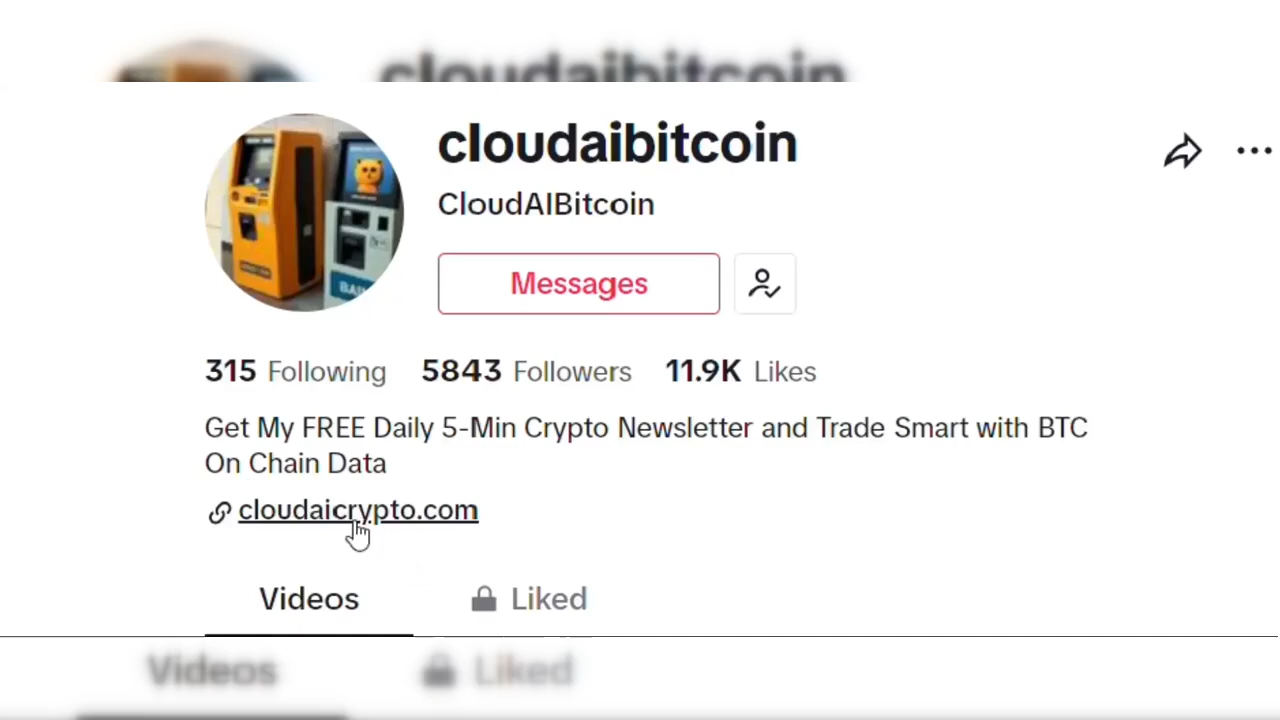 cloudaibitcoin
cloudaibitcoin
CloudAIBitcoin
Messages
315 Following 5843 Followers 11.9K Likes
Get My FREE Daily 5-Min Crypto Newsletter and Trade Smart with BTC
On Chain Data
cloudaicrypto.com
Videos Liked
Videos Liked